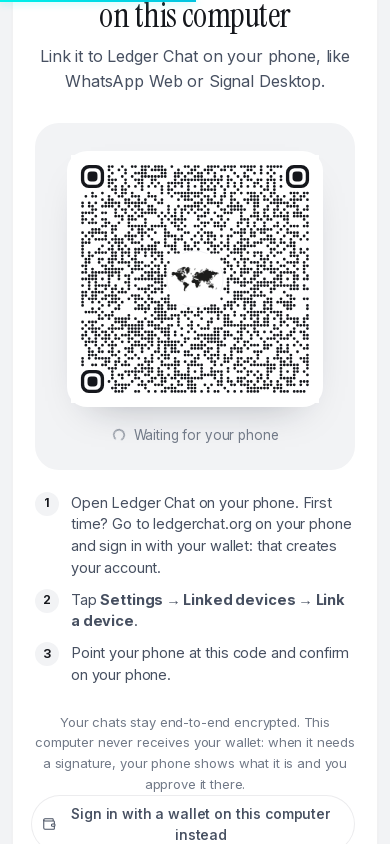 on this computer
Link it to Ledger Chat on your phone, like
WhatsApp Web or Signal Desktop.
Waiting for your phone
1 Open Ledger Chat on your phone. First
time? Go to ledgerchat.org on your phone
and sign in with your wallet: that creates
your account.
2 Tap Settings → Linked devices → Link
a device.
3 Point your phone at this code and confirm
on your phone.
Your chats stay end-to-end encrypted. This
computer never receives your wallet: when it needs
a signature, your phone shows what it is and you
approve it there.
Sign in with a wallet on this computer
instead